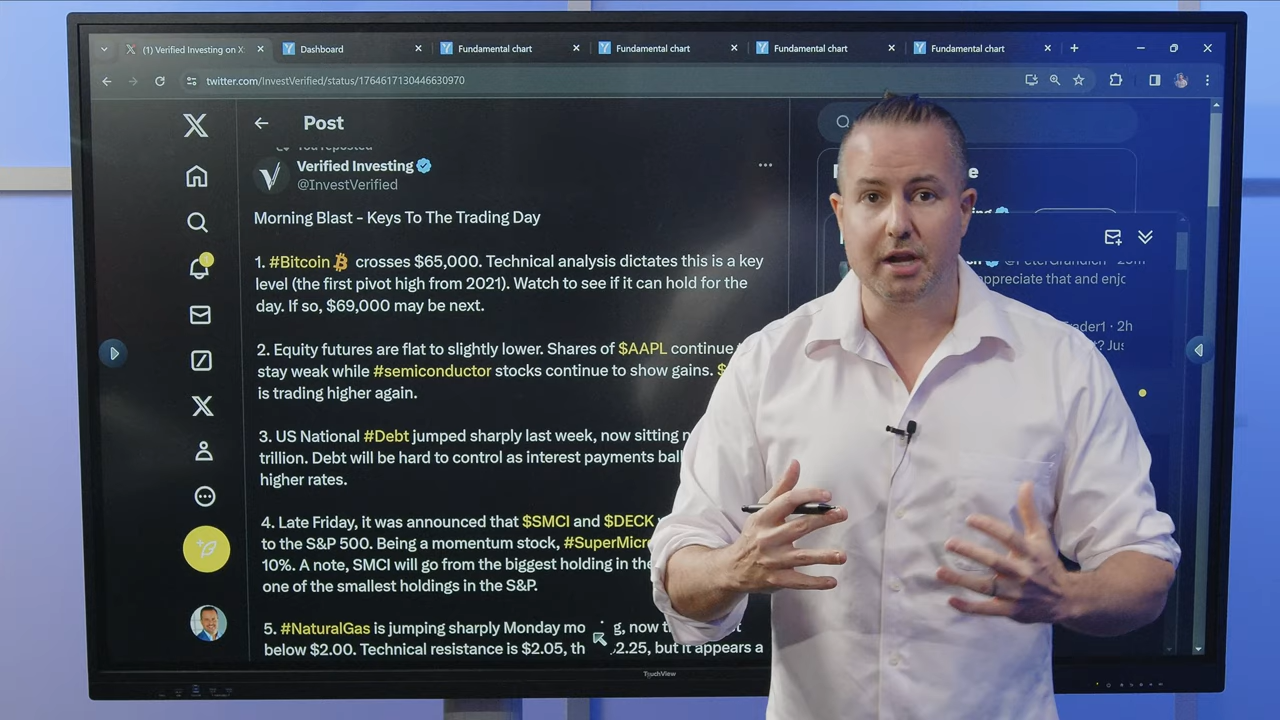 (1) Verified Investing on X
Dashboard
Fundamental chart
Fundamental chart
Fundamental chart
Fundamental chart
twitter.com/InvestVerified/status/1764617130446630970
Post
Verified Investing
@InvestVerified
Morning Blast - Keys To The Trading Day
1. #Bitcoin crosses $65,000. Technical analysis dictates this is a key
level (the first pivot high from 2021). Watch to see if it can hold for the
day. If so, $69,000 may be next.
2. Equity futures are flat to slightly lower. Shares of $AAPL continue
stay weak while #semiconductor stocks continue to show gains.
is trading higher again.
3. US National #Debt jumped sharply last week, now sitting
trillion. Debt will be hard to control as interest payments
higher rates.
4. Late Friday, it was announced that $SMCI and $DECK
to the S&P 500. Being a momentum stock,
10%. A note, SMCI will go from the biggest holding in the
one of the smallest holdings in the S&P.
5. #NaturalGas is jumping sharply Monday now
below $2.00. Technical resistance is $2.05, but it appears a
appreciate that and
2h
TouchView